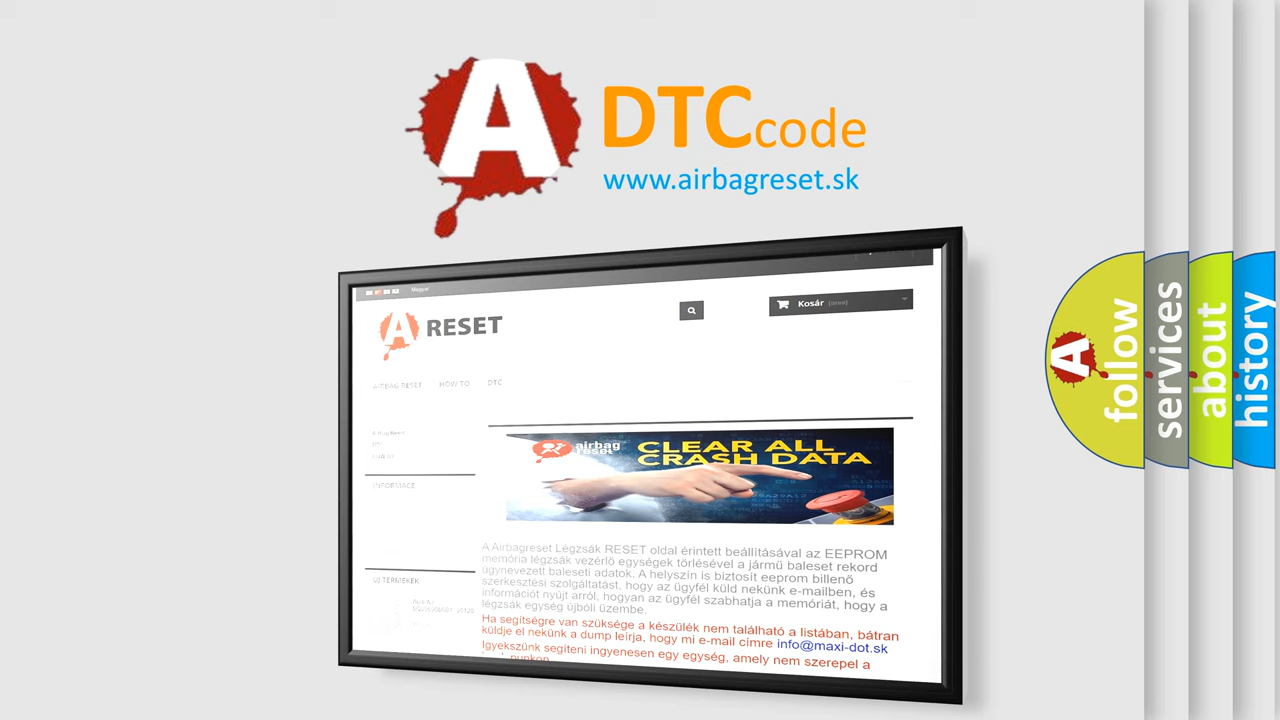 A DTC code
www.airbagreset.sk
Magyar
Kosár (üres)
A RESET
AIRBAG RESET HOW TO DTC
INFORMACE
ÚJ TERMÉKEK
airbag reset
CLEAR ALL
CRASH DATA
A Airbagreset Légzsák RESET oldal érintett beállításával az EEPROM
memória légzsák vezérlő egységek törlésével a jármű baleset rekord
úgynevezett baleseti adatok. A helyszín is biztosít eeprom billenő
szerkesztési szolgáltatást, hogy az ügyfél küld nekünk e-mailben, és
információt nyújt arról, hogyan az ügyfél szabhatja a memóriát, hogy a
légzsák egység újbóli üzembe.
Ha segítségre van szüksége a készülék nem található a listában, bátran
küldje el nekünk a dump leírja, hogy mi e-mail címre info@maxi-dot.sk
Igyekszünk segíteni ingyenesen egy egység, amely nem szerepel a
A
follow
services
about
history